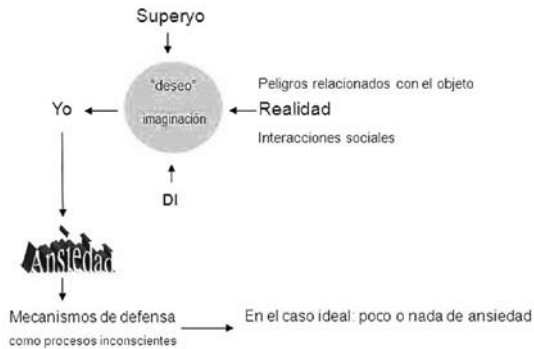 Superyo
"deseo"
imaginación
Yo
Peligros relacionados con el objeto
Realidad
Interacciones sociales
DI
Ansiedad
Mecanismos de defensa
como procesos inconscientes
En el caso ideal: poco o nada de ansiedad